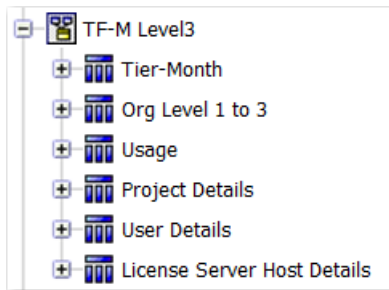 TF-M Level3
Tier-Month
Org Level 1 to 3
Usage
Project Details
User Details
License Server Host Details